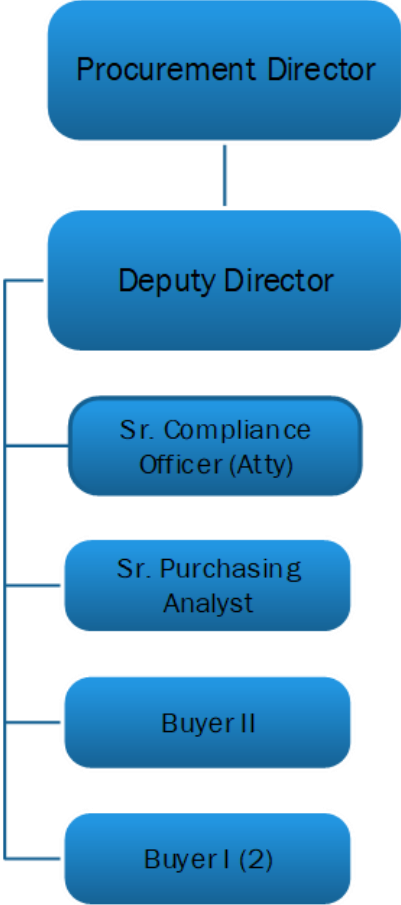 Procurement Director
Deputy Director
Sr. Compliance
Officer (Atty)
Sr. Purchasing
Analyst
Buyer II
Buyer I (2)